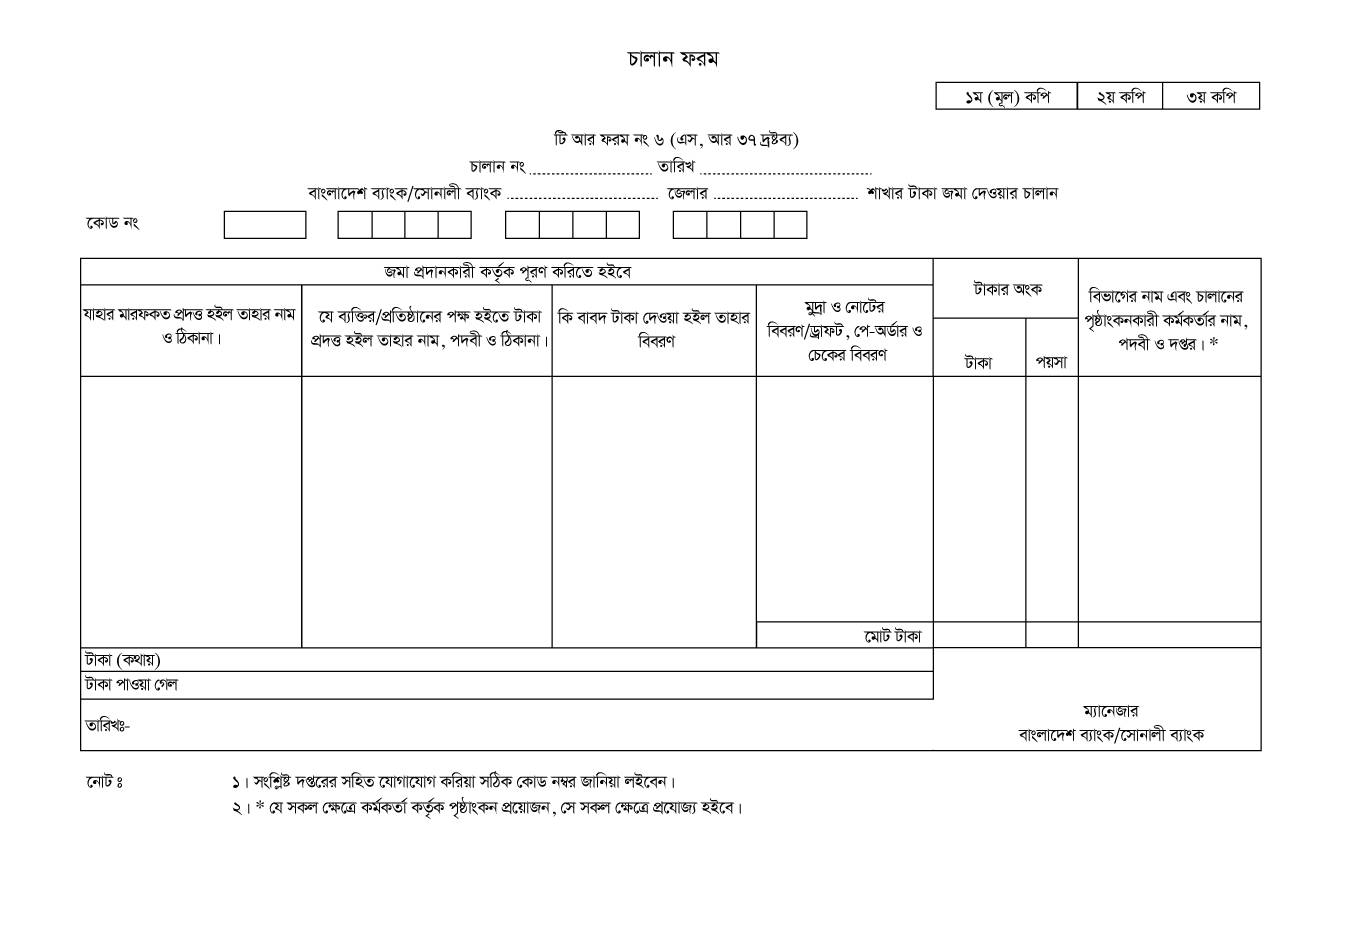 চালান ফরম
১ম (মূল) কপি ২য় কপি ৩য় কপি
টি আর ফরম নং ৬ (এস, আর ৩৭ দ্রষ্টব্য)
চালান নং ........................ তারিখ ........................
বাংলাদেশ ব্যাংক/সোনালী ব্যাংক ........................ জেলার ........................ শাখার টাকা জমা দেওয়ার চালান
কোড নং
জমা প্রদানকারী কর্তৃক পূরণ করিতে হইবে
যাহার মারফকত প্রদত্ত হইল তাহার নাম
ও ঠিকানা।
যে ব্যক্তির/প্রতিষ্ঠানের পক্ষ হইতে টাকা
প্রদত্ত হইল তাহার নাম, পদবী ও ঠিকানা।
কি বাবদ টাকা দেওয়া হইল তাহার
বিবরণ
মুদ্রা ও নোটের
বিবরণ/ড্রাফট, পে-অর্ডার ও
চেকের বিবরণ
টাকার অংক
টাকা পয়সা
বিভাগের নাম এবং চালানের
পৃষ্ঠাংকনকারী কর্মকর্তার নাম,
পদবী ও দপ্তর। *
মোট টাকা
টাকা (কথায়)
টাকা পাওয়া গেল
তারিখঃ-
ম্যানেজার
বাংলাদেশ ব্যাংক/সোনালী ব্যাংক
নোট ঃ ১। সংশ্লিষ্ট দপ্তরের সহিত যোগাযোগ করিয়া সঠিক কোড নম্বর জানিয়া লইবেন।
২। * যে সকল ক্ষেত্রে কর্মকর্তা কর্তৃক পৃষ্ঠাংকন প্রয়োজন, সে সকল ক্ষেত্রে প্রযোজ্য হইবে।